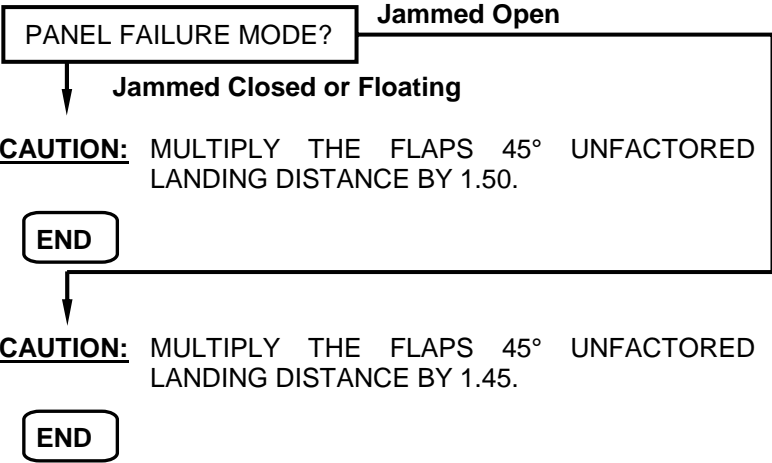 Jammed Open
PANEL FAILURE MODE?
Jammed Closed or Floating
CAUTION: MULTIPLY THE FLAPS 45° UNFACTORED
LANDING DISTANCE BY 1.50.
END
CAUTION: MULTIPLY THE FLAPS 45° UNFACTORED
LANDING DISTANCE BY 1.45.
END